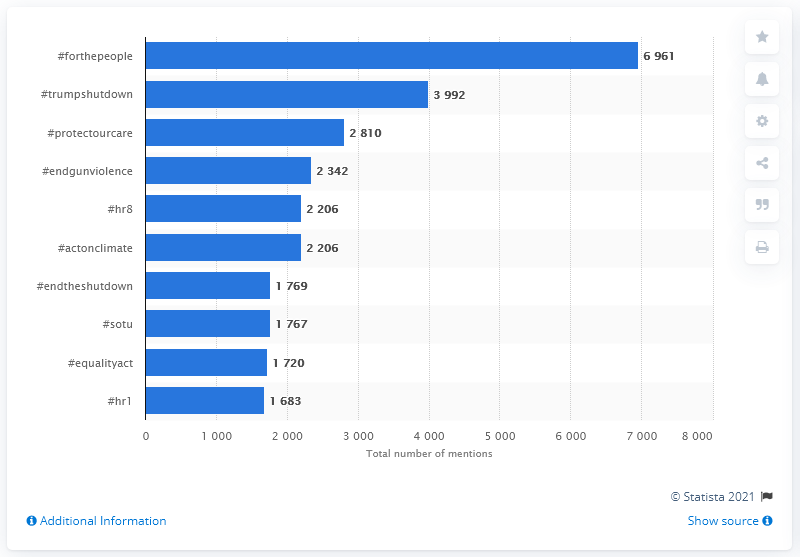 #forthepeople 6 961
#trumpshutdown 3 992
#protectourcare 2 810
#endgunviolence 2 342
#hr8 2 206
#actonclimate 2 206
#endtheshutdown 1 769
#sotu 1 767
#equalityact 1 720
#hr1 1 683
0 1 000 2 000 3 000 4 000 5 000 6 000 7 000 8 000
Total number of mentions
© Statista 2021
Additional Information Show source